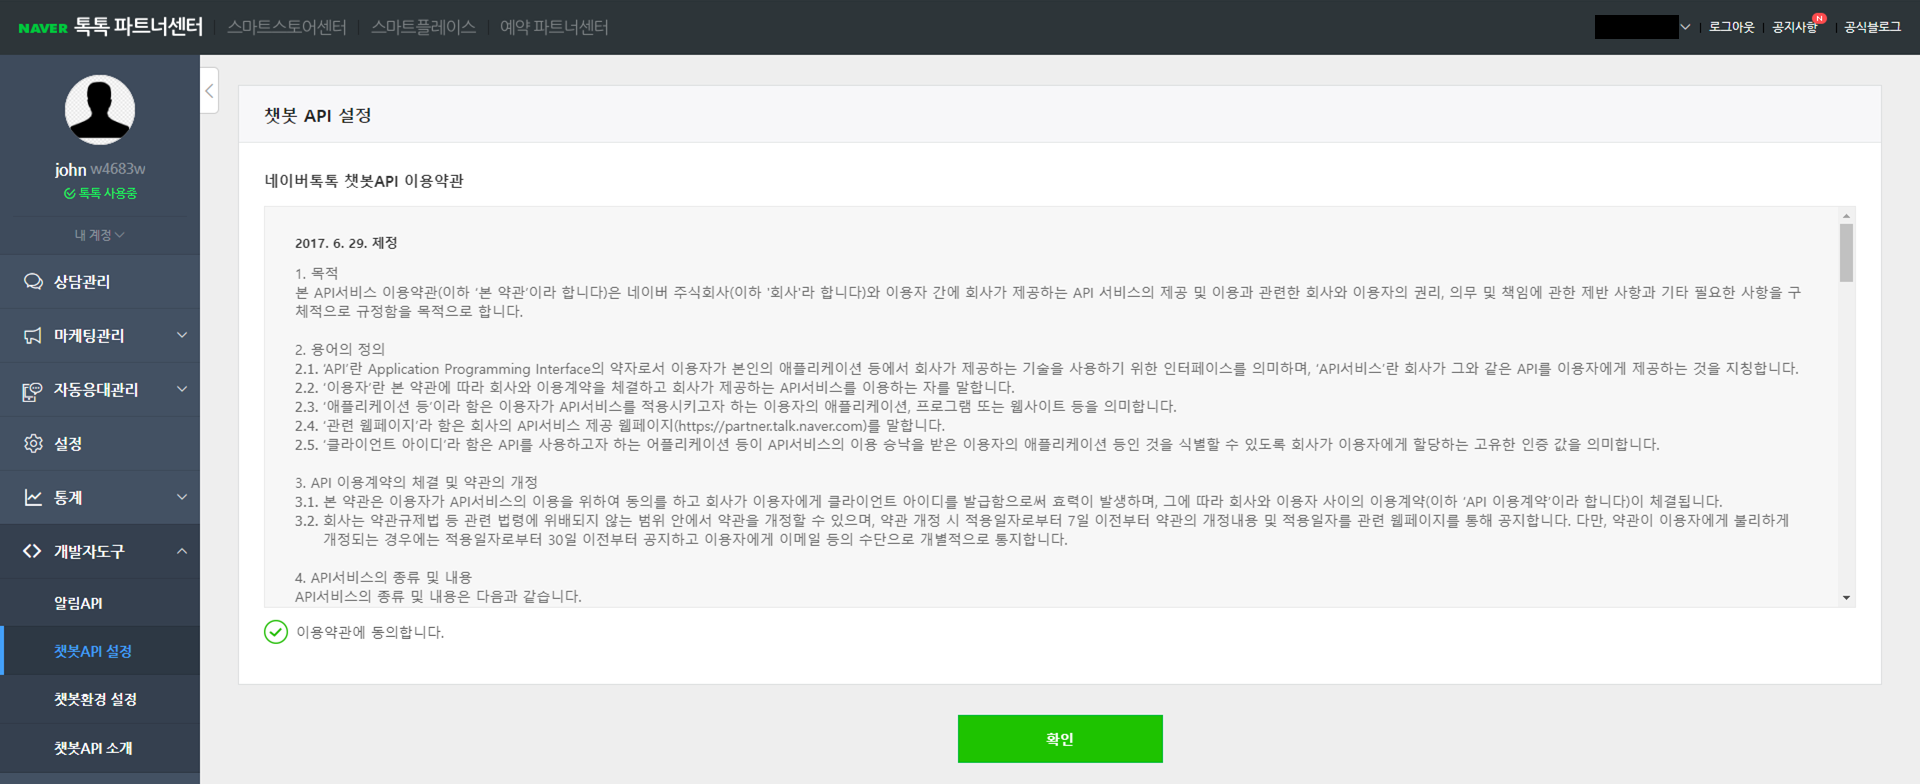 NAVER 톡톡 파트너센터 스마트스토어센터 스마트플레이스 예약 파트너센터 로그아웃 공지사항 N 공식블로그
john w4683w
톡톡 사용중
내 계정
상담관리
마케팅관리
자동응대관리
설정
통계
개발자도구
알림API
챗봇API 설정
챗봇환경 설정
챗봇API 소개
챗봇 API 설정
네이버톡톡 챗봇API 이용약관
2017. 6. 29. 제정
1. 목적
본 API서비스 이용약관(이하 '본 약관'이라 합니다)은 네이버 주식회사(이하 '회사'라 합니다)와 이용자 간에 회사가 제공하는 API 서비스의 제공 및 이용과 관련한 회사와 이용자의 권리, 의무 및 책임에 관한 제반 사항과 기타 필요한 사항을 구
체적으로 규정함을 목적으로 합니다.
2. 용어의 정의
2.1. 'API'란 Application Programming Interface의 약자로서 이용자가 본인의 애플리케이션 등에서 회사가 제공하는 기술을 사용하기 위한 인터페이스를 의미하며, 'API서비스'란 회사가 그와 같은 API를 이용자에게 제공하는 것을 지칭합니다.
2.2. '이용자'란 본 약관에 따라 회사와 이용계약을 체결하고 회사가 제공하는 API서비스를 이용하는 자를 말합니다.
2.3. '애플리케이션 등'이라 함은 이용자가 API서비스를 적용시키고자 하는 이용자의 애플리케이션, 프로그램 또는 웹사이트 등을 의미합니다.
2.4. '관련 웹페이지'라 함은 회사의 API서비스 제공 웹페이지(https://partner.talk.naver.com)를 말합니다.
2.5. '클라이언트 아이디'라 함은 API를 사용하고자 하는 어플리케이션 등이 API서비스의 이용 승낙을 받은 이용자의 애플리케이션 등인 것을 식별할 수 있도록 회사가 이용자에게 할당하는 고유한 인증 값을 의미합니다.
3. API 이용계약의 체결 및 약관의 개정
3.1. 본 약관은 이용자가 API서비스의 이용을 위하여 동의를 하고 회사가 이용자에게 클라이언트 아이디를 발급함으로써 효력이 발생하며, 그에 따라 회사와 이용자 사이의 이용계약(이하 'API 이용계약'이라 합니다)이 체결됩니다.
3.2. 회사는 약관규제법 등 관련 법령에 위배되지 않는 범위 안에서 약관을 개정할 수 있으며, 약관 개정 시 적용일자로부터 7일 이전부터 약관의 개정내용 및 적용일자를 관련 웹페이지를 통해 공지합니다. 다만, 약관이 이용자에게 불리하게
개정되는 경우에는 적용일자로부터 30일 이전부터 공지하고 이용자에게 이메일 등의 수단으로 개별적으로 통지합니다.
4. API서비스의 종류 및 내용
API서비스의 종류 및 내용은 다음과 같습니다.
이용약관에 동의합니다.
확인